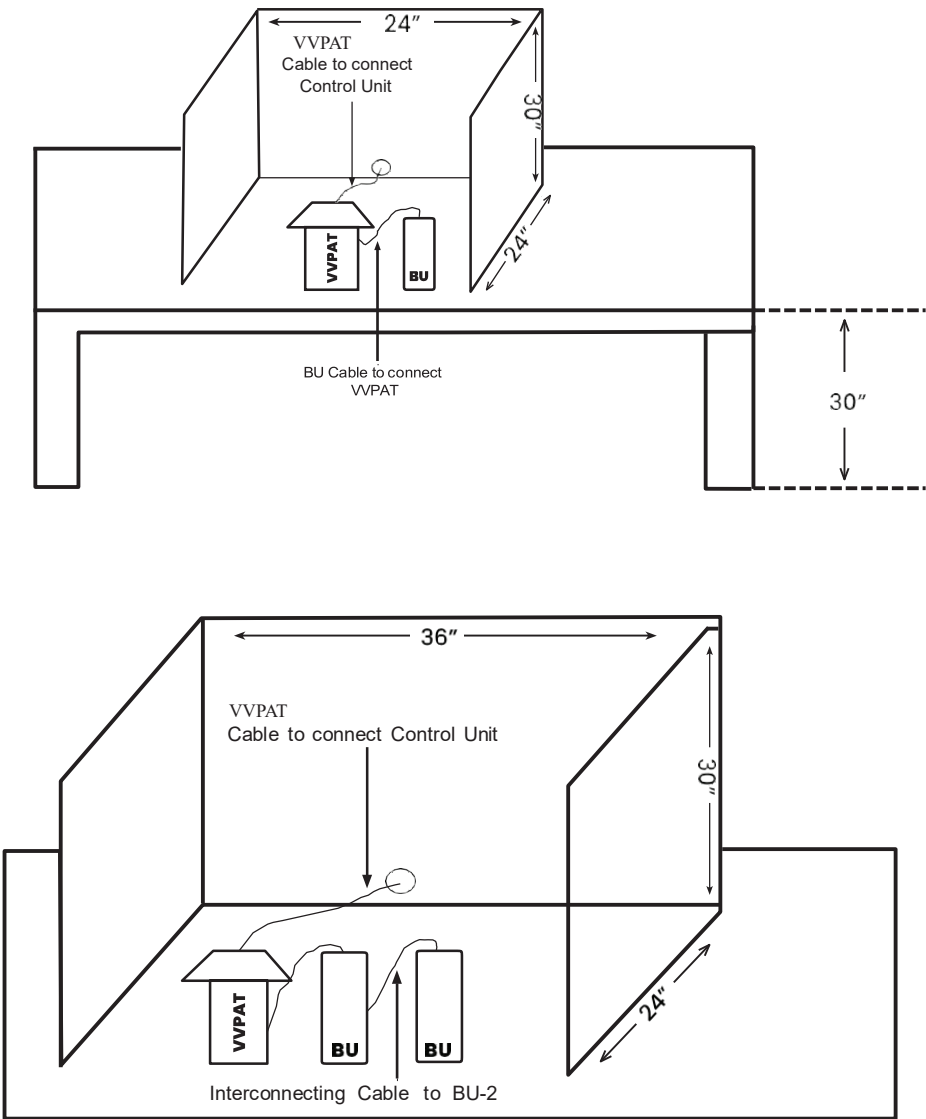 24"
VVPAT
Cable to connect
Control Unit
30"
24"
VVPAT
BU
BU Cable to connect
VVPAT
30"
36"
VVPAT
Cable to connect Control Unit
30"
24"
VVPAT
BU
BU
Interconnecting Cable to BU-2